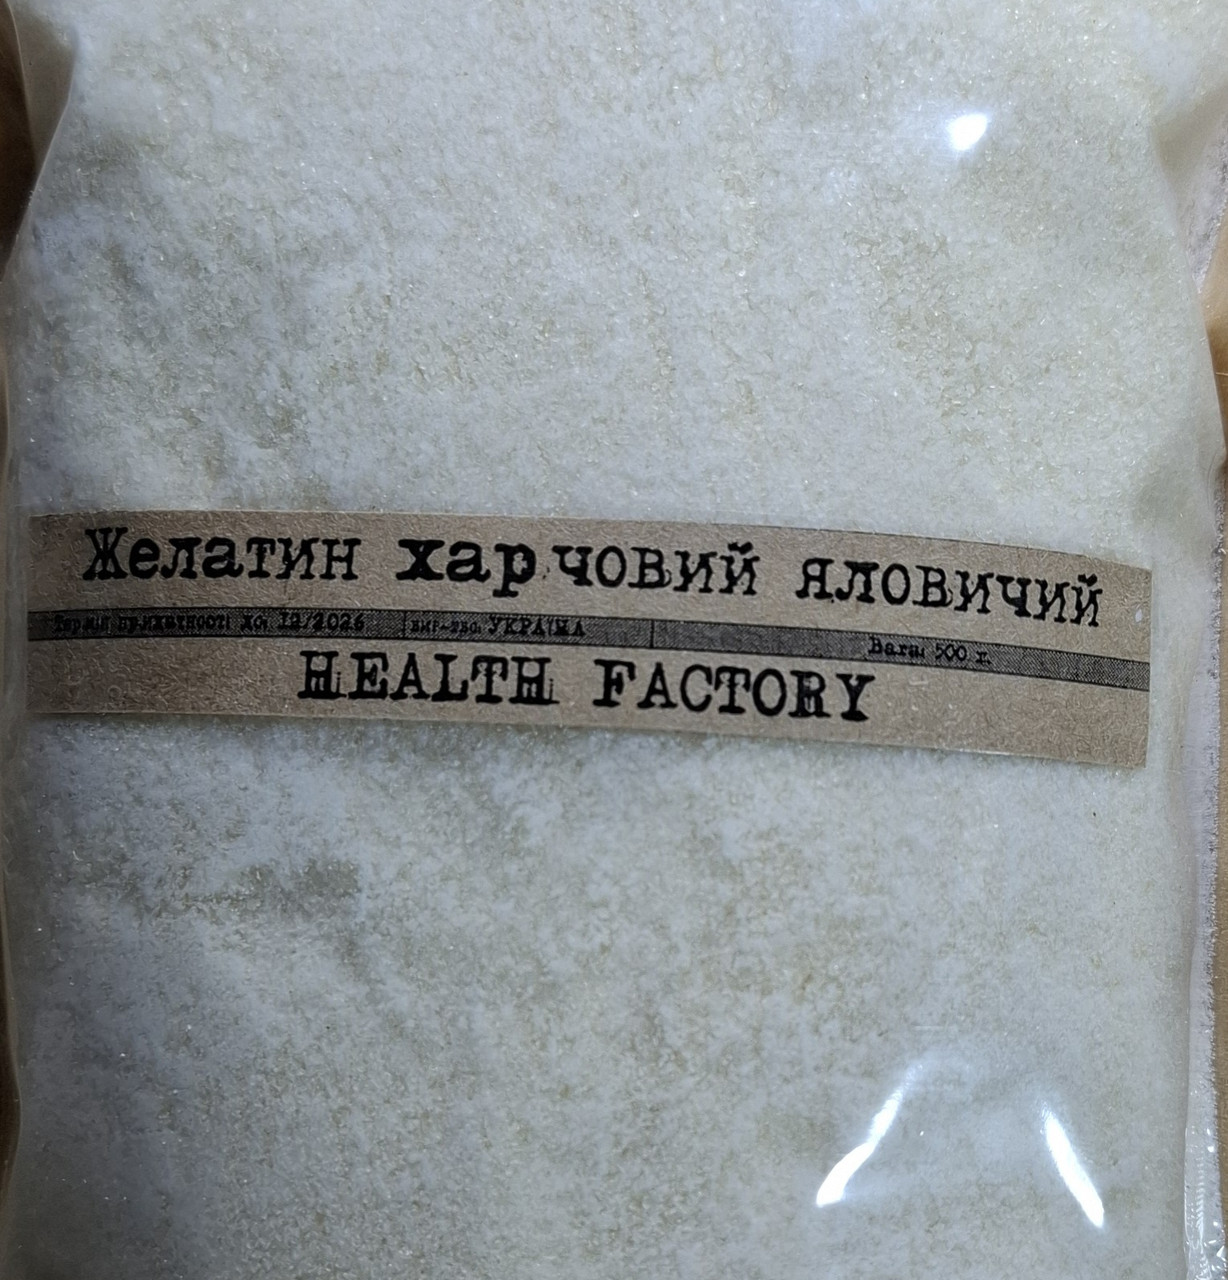 Желатин харчовий яловичий
Термін придатності до: 12/2026 вир-во: УКРАЇНА Вага: 500 г.
HEALTH FACTORY